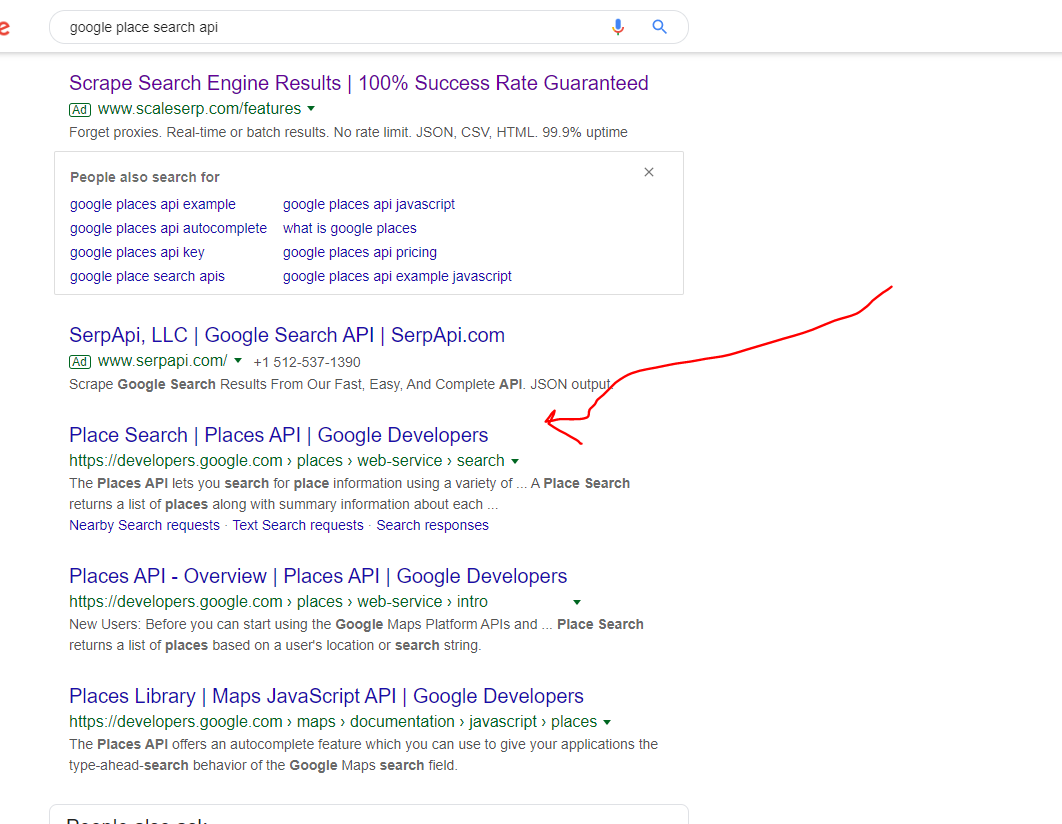 e
google place search api
Scrape Search Engine Results | 100% Success Rate Guaranteed
Ad www.scaleserp.com/features
Forget proxies. Real-time or batch results. No rate limit. JSON, CSV, HTML. 99.9% uptime
People also search for
google places api example google places api javascript
google places api autocomplete what is google places
google places api key google places api pricing
google place search apis google places api example javascript
SerpApi, LLC | Google Search API | SerpApi.com
Ad www.serpapi.com/ +1 512-537-1390
Scrape Google Search Results From Our Fast, Easy, And Complete API. JSON output.
Place Search | Places API | Google Developers
https://developers.google.com › places › web-service › search
The Places API lets you search for place information using a variety of ... A Place Search
returns a list of places along with summary information about each ...
Nearby Search requests · Text Search requests · Search responses
Places API - Overview | Places API | Google Developers
https://developers.google.com › places › web-service › intro
New Users: Before you can start using the Google Maps Platform APIs and ... Place Search
returns a list of places based on a user's location or search string.
Places Library | Maps JavaScript API | Google Developers
https://developers.google.com › maps › documentation › javascript › places
The Places API offers an autocomplete feature which you can use to give your applications the
type-ahead-search behavior of the Google Maps search field.
People also ask